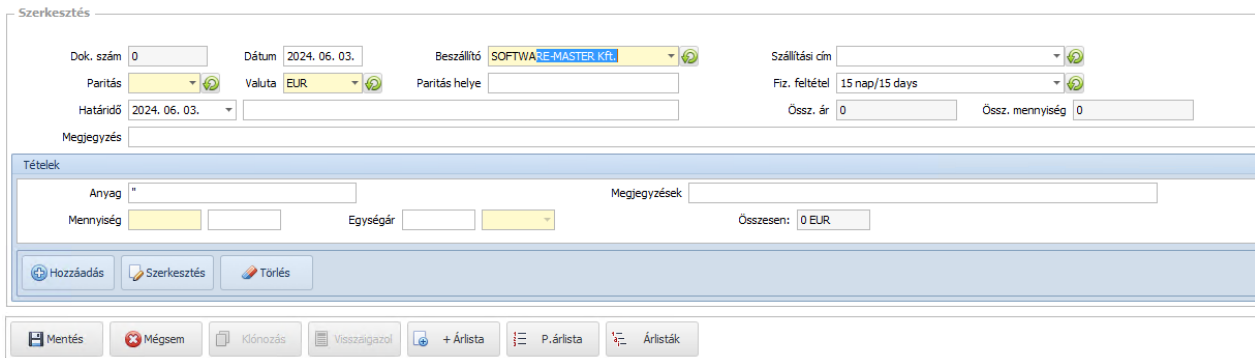 Szerkesztés
Dok. szám 0 Dátum 2024. 06. 03. Beszállító SOFTWARE-MASTER Kft. Szállítási cím
Paritás Valuta EUR Paritás helye Fiz. feltétel 15 nap/15 days
Határidő 2024. 06. 03. Össz. ár 0 Össz. mennyiség 0
Megjegyzés
Tételek
Anyag " Megjegyzések
Mennyiség Egységár Összesen: 0 EUR
Hozzáadás Szerkesztés Törlés
Mentés Mégsem Klónozás Visszaigazol + Árlista P.árlista Árlisták